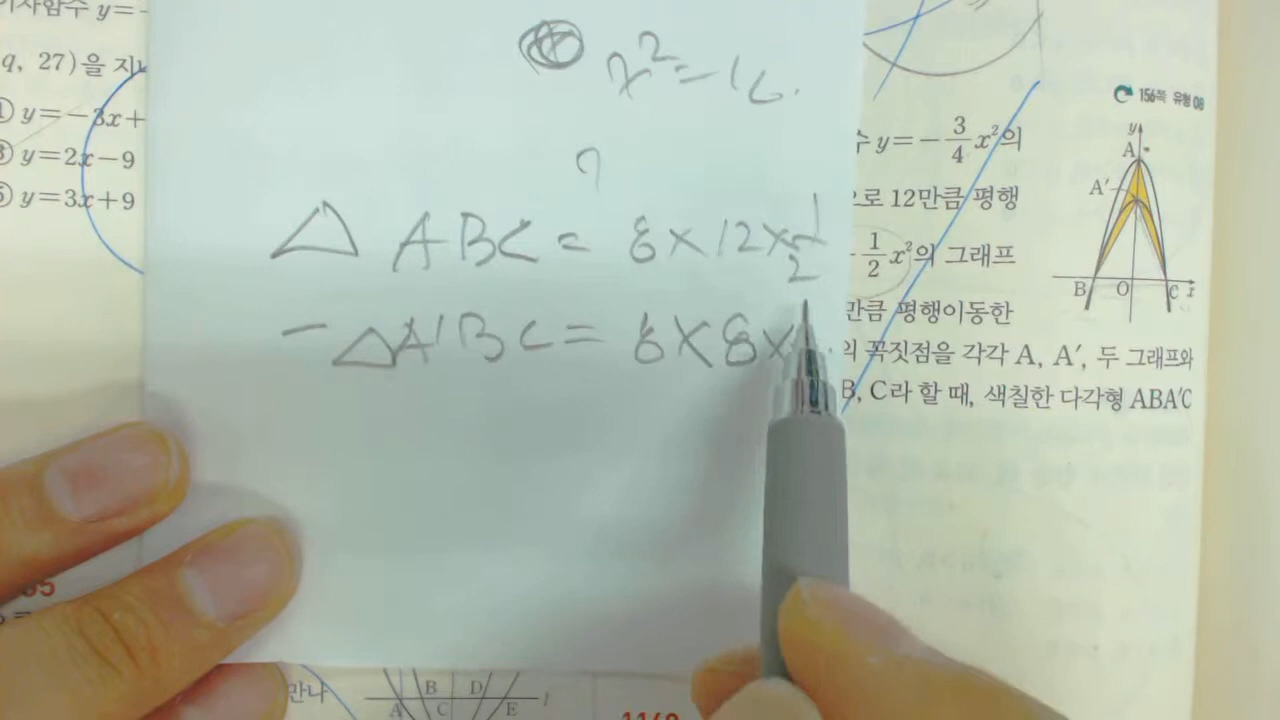 함수 y=-
q, 27)을 지
① y=-3x+
③ y=2x-9
⑤ y=3x+9
x²=16.
△ABC = 8×12×1/2
-△A'BC = 8×8×
156쪽 유형 08
수 y=-3/4x²의
으로 12만큼 평행
-1/2x²의 그래프
만큼 평행이동한
의 꼭짓점을 각각 A, A′, 두 그래프와
B, C라 할 때, 색칠한 다각형 ABA′C
y
A
A′
B O C x
만나
B D l
A C E